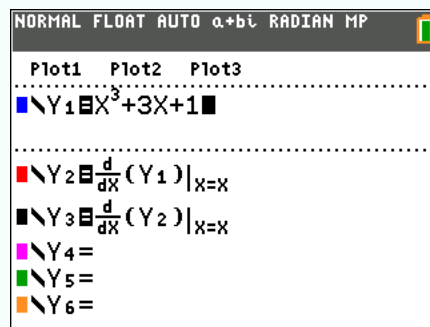 NORMAL FLOAT AUTO a+bi RADIAN MP
Plot1 Plot2 Plot3
\Y₁=X³+3X+1
\Y₂=d/dX(Y₁)|X=X
\Y₃=d/dX(Y₂)|X=X
\Y₄=
\Y₅=
\Y₆=